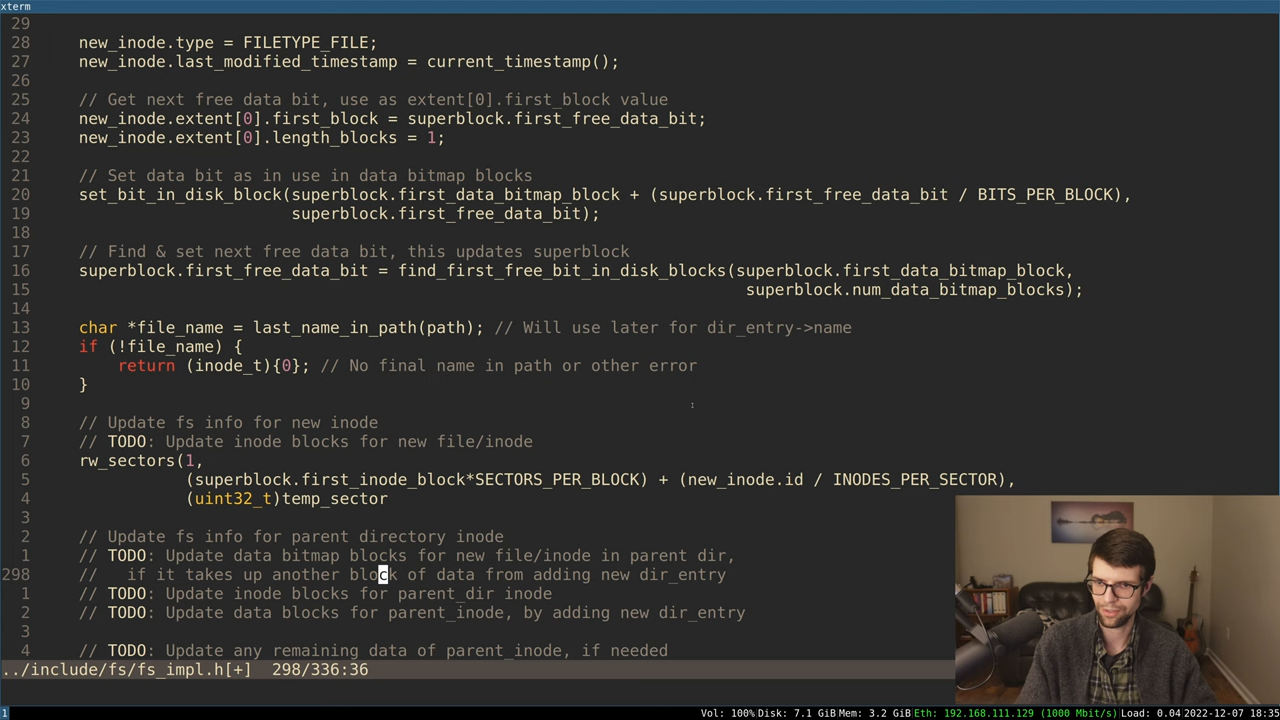 xterm
29
28     new_inode.type = FILETYPE_FILE;
27     new_inode.last_modified_timestamp = current_timestamp();
26
25     // Get next free data bit, use as extent[0].first_block value
24     new_inode.extent[0].first_block = superblock.first_free_data_bit;
23     new_inode.extent[0].length_blocks = 1;
22
21     // Set data bit as in use in data bitmap blocks
20     set_bit_in_disk_block(superblock.first_data_bitmap_block + (superblock.first_free_data_bit / BITS_PER_BLOCK),
19                           superblock.first_free_data_bit);
18
17     // Find & set next free data bit, this updates superblock
16     superblock.first_free_data_bit = find_first_free_bit_in_disk_blocks(superblock.first_data_bitmap_block,
15                                                                         superblock.num_data_bitmap_blocks);
14
13     char *file_name = last_name_in_path(path); // Will use later for dir_entry->name
12     if (!file_name) {
11         return (inode_t){0}; // No final name in path or other error
10     }
9
8     // Update fs info for new inode
7     // TODO: Update inode blocks for new file/inode
6     rw_sectors(1,
5                (superblock.first_inode_block*SECTORS_PER_BLOCK) + (new_inode.id / INODES_PER_SECTOR),
4                (uint32_t)temp_sector
3
2     // Update fs info for parent directory inode
1     // TODO: Update data bitmap blocks for new file/inode in parent dir,
298     //   if it takes up another block of data from adding new dir_entry
1     // TODO: Update inode blocks for parent_dir inode
2     // TODO: Update data blocks for parent_inode, by adding new dir_entry
3
4     // TODO: Update any remaining data of parent_inode, if needed
../include/fs/fs_impl.h[+]  298/336:36
1 Vol: 100% Disk: 7.1 GiB Mem: 3.2 GiB Eth: 192.168.111.129 (1000 Mbit/s) Load: 0.04 2022-12-07 18:35